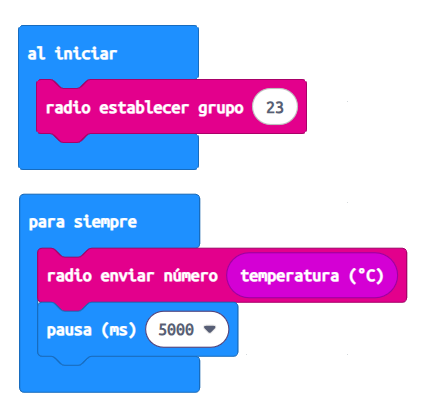 al iniciar
radio establecer grupo 23
para siempre
radio enviar número temperatura (°C)
pausa (ms) 5000